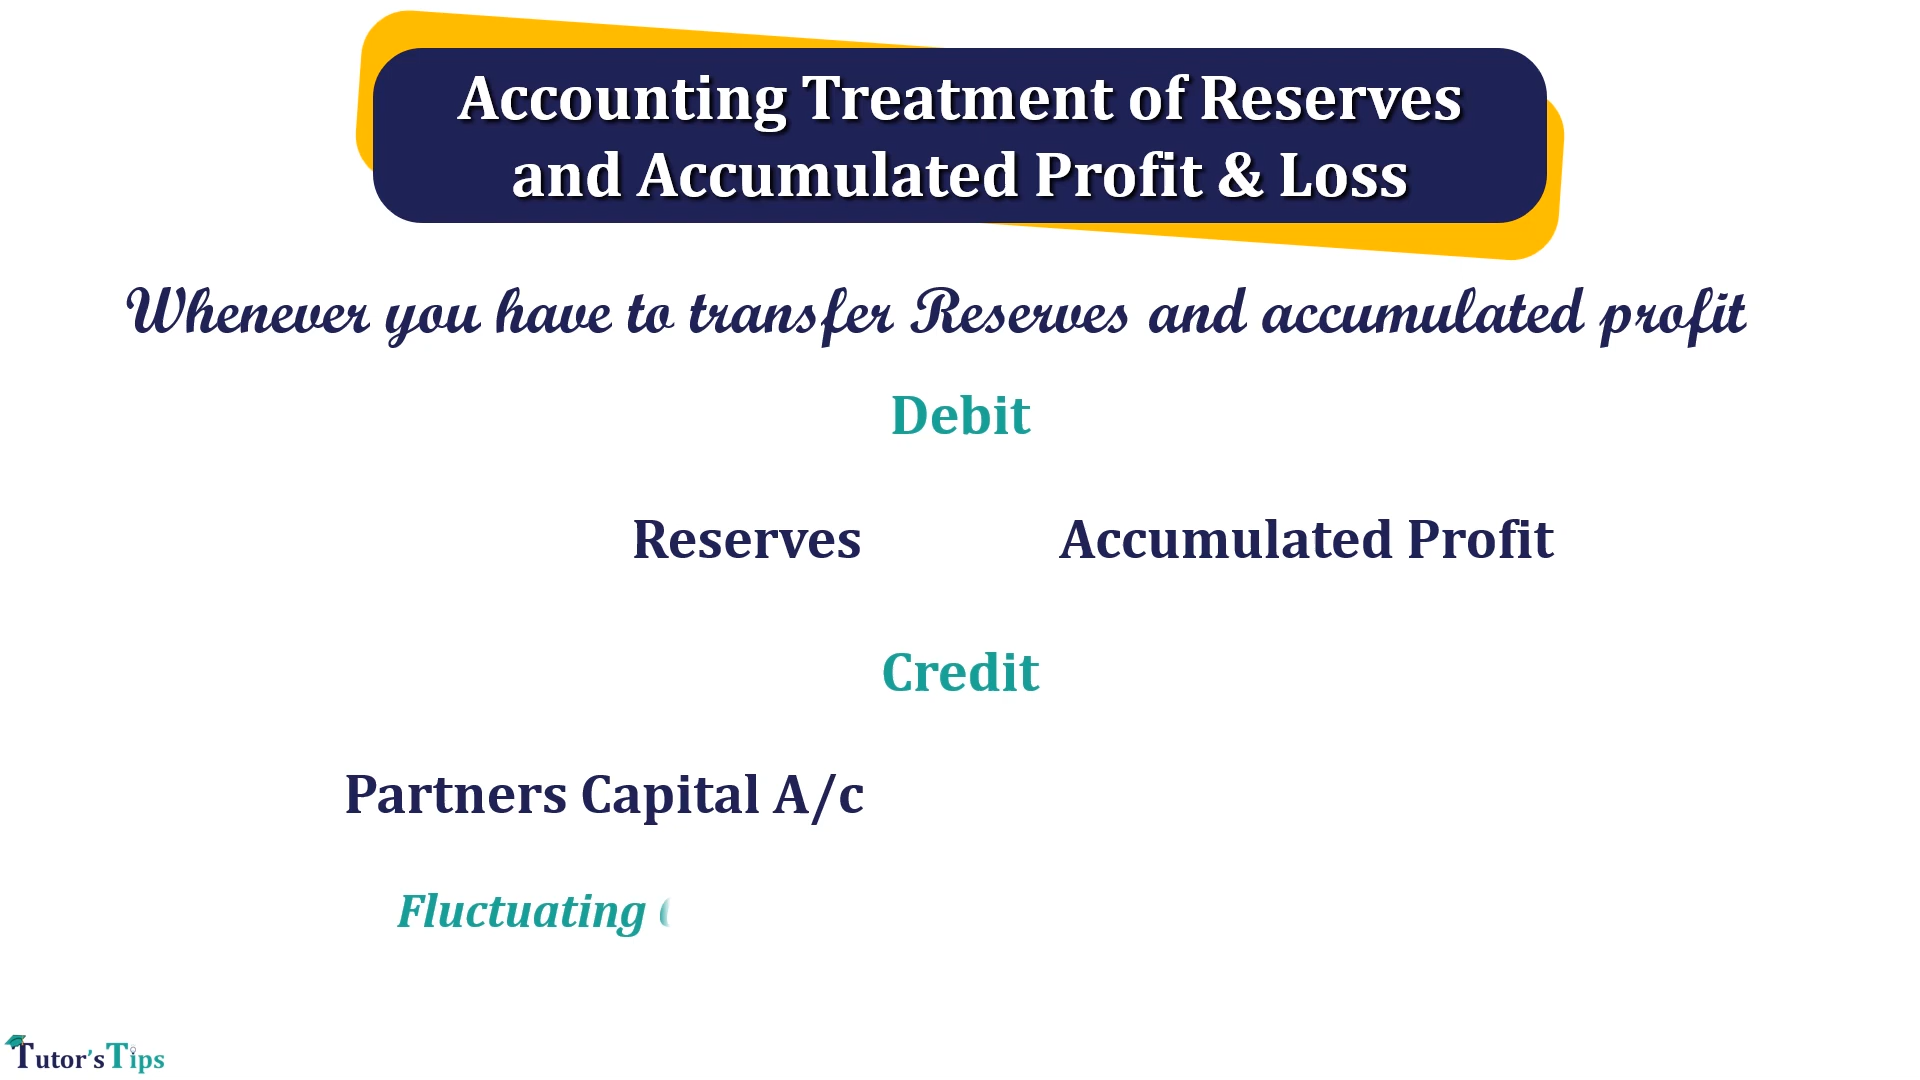 Accounting Treatment of Reserves
and Accumulated Profit & Loss
Whenever you have to transfer Reserves and accumulated profit
Debit
Reserves Accumulated Profit
Credit
Partners Capital A/c
Fluctuating
Tutor'sTips